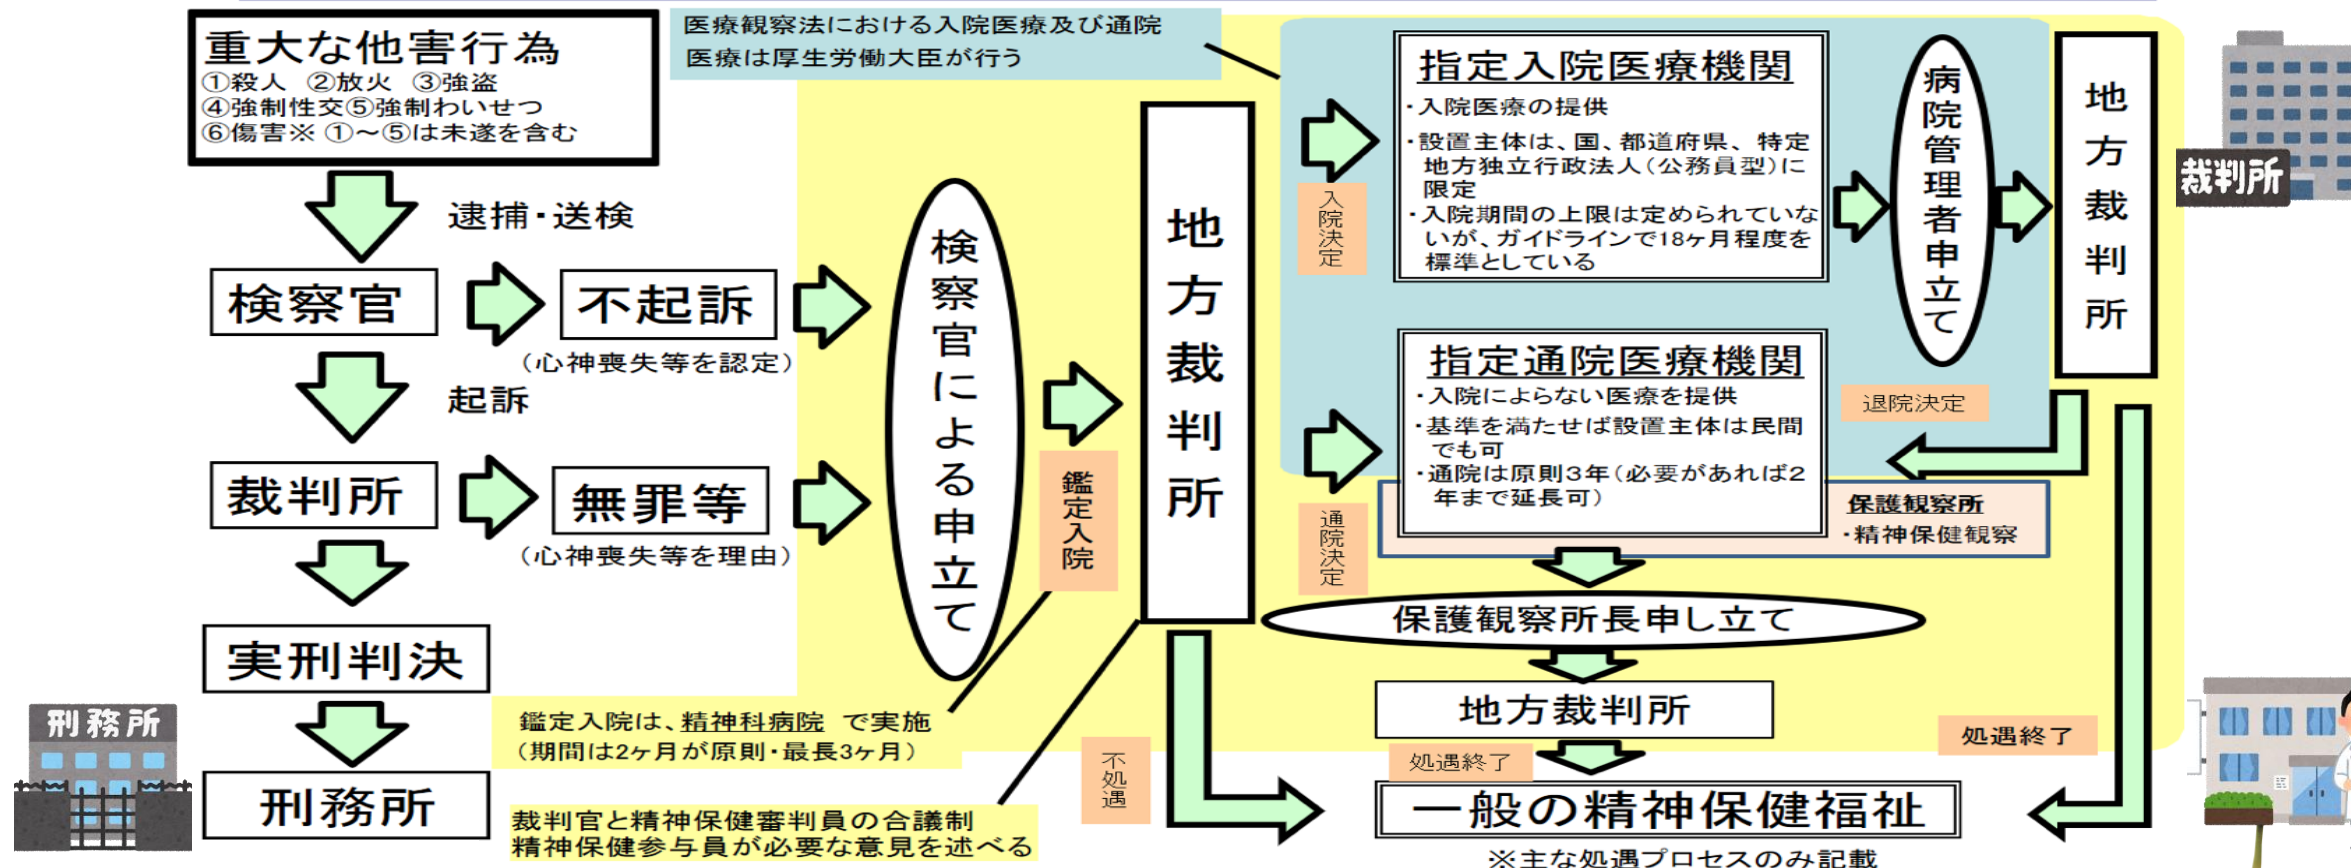 重大な他害行為
①殺人 ②放火 ③強盗
④強制性交⑤強制わいせつ
⑥傷害※ ①～⑤は未遂を含む
逮捕・送検
検察官
不起訴
(心神喪失等を認定)
起訴
裁判所
無罪等
(心神喪失等を理由)
実刑判決
刑務所
刑務所
検察官による申立て
鑑定入院
鑑定入院は、精神科病院 で実施
(期間は2ヶ月が原則・最長3ヶ月)
地方裁判所
裁判官と精神保健審判員の合議制
精神保健参与員が必要な意見を述べる
医療観察法における入院医療及び通院
医療は厚生労働大臣が行う
入院決定
指定入院医療機関
・入院医療の提供
・設置主体は、国、都道府県、特定
地方独立行政法人(公務員型)に
限定
・入院期間の上限は定められていな
いが、ガイドラインで18ヶ月程度を
標準としている
病院管理者申立て
地方裁判所
裁判所
退院決定
通院決定
指定通院医療機関
・入院によらない医療を提供
・基準を満たせば設置主体は民間
でも可
・通院は原則3年(必要があれば2
年まで延長可)
保護観察所
・精神保健観察
保護観察所長申し立て
地方裁判所
処遇終了
処遇終了
不処遇
一般の精神保健福祉
※主な処遇プロセスのみ記載